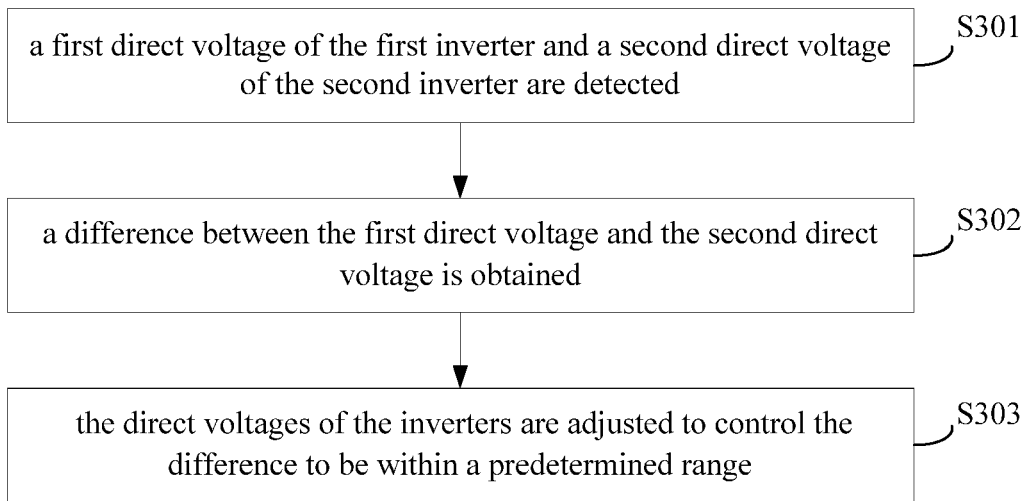 a first direct voltage of the first inverter and a second direct voltage
of the second inverter are detected
S301
a difference between the first direct voltage and the second direct
voltage is obtained
S302
the direct voltages of the inverters are adjusted to control the
difference to be within a predetermined range
S303